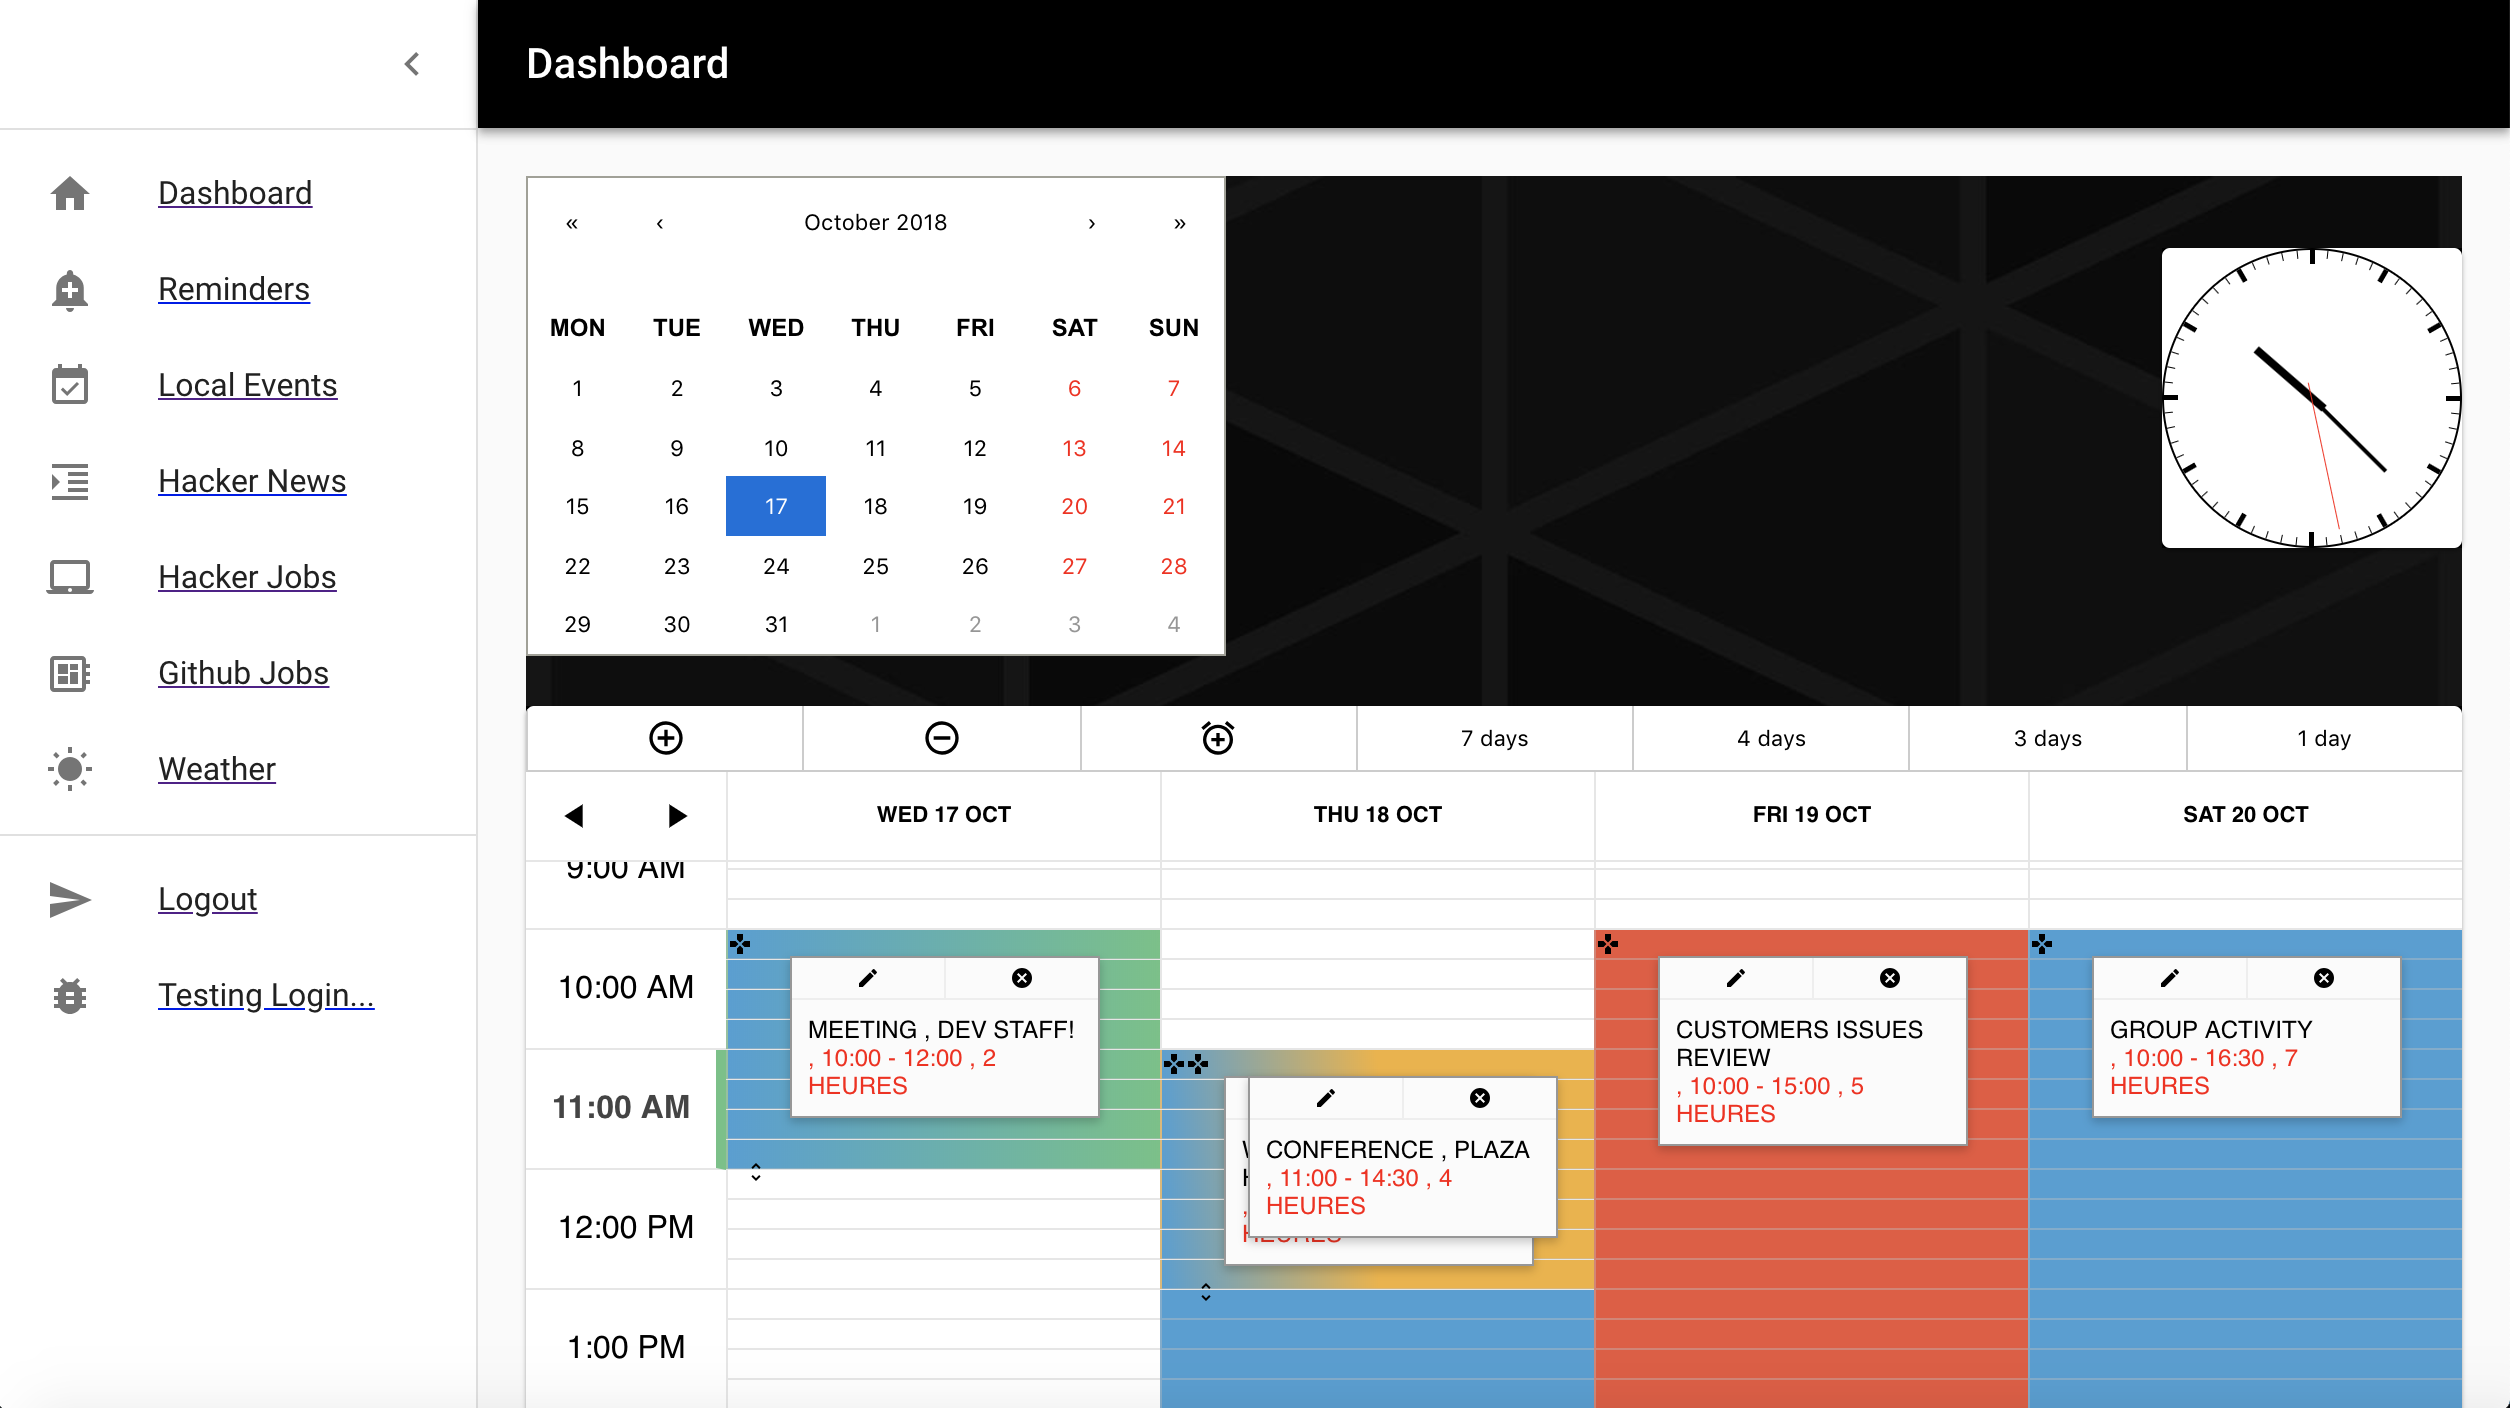 Dashboard
Dashboard
Reminders
Local Events
Hacker News
Hacker Jobs
Github Jobs
Weather
Logout
Testing Login...
« ‹ October 2018 › »
MON TUE WED THU FRI SAT SUN
1 2 3 4 5 6 7
8 9 10 11 12 13 14
15 16 17 18 19 20 21
22 23 24 25 26 27 28
29 30 31 1 2 3 4
7 days 4 days 3 days 1 day
WED 17 OCT THU 18 OCT FRI 19 OCT SAT 20 OCT
9:00 AM
10:00 AM
11:00 AM
12:00 PM
1:00 PM
MEETING , DEV STAFF!
, 10:00 - 12:00 , 2
HEURES
CONFERENCE , PLAZA
, 11:00 - 14:30 , 4
HEURES
HEURES
CUSTOMERS ISSUES
REVIEW
, 10:00 - 15:00 , 5
HEURES
GROUP ACTIVITY
, 10:00 - 16:30 , 7
HEURES